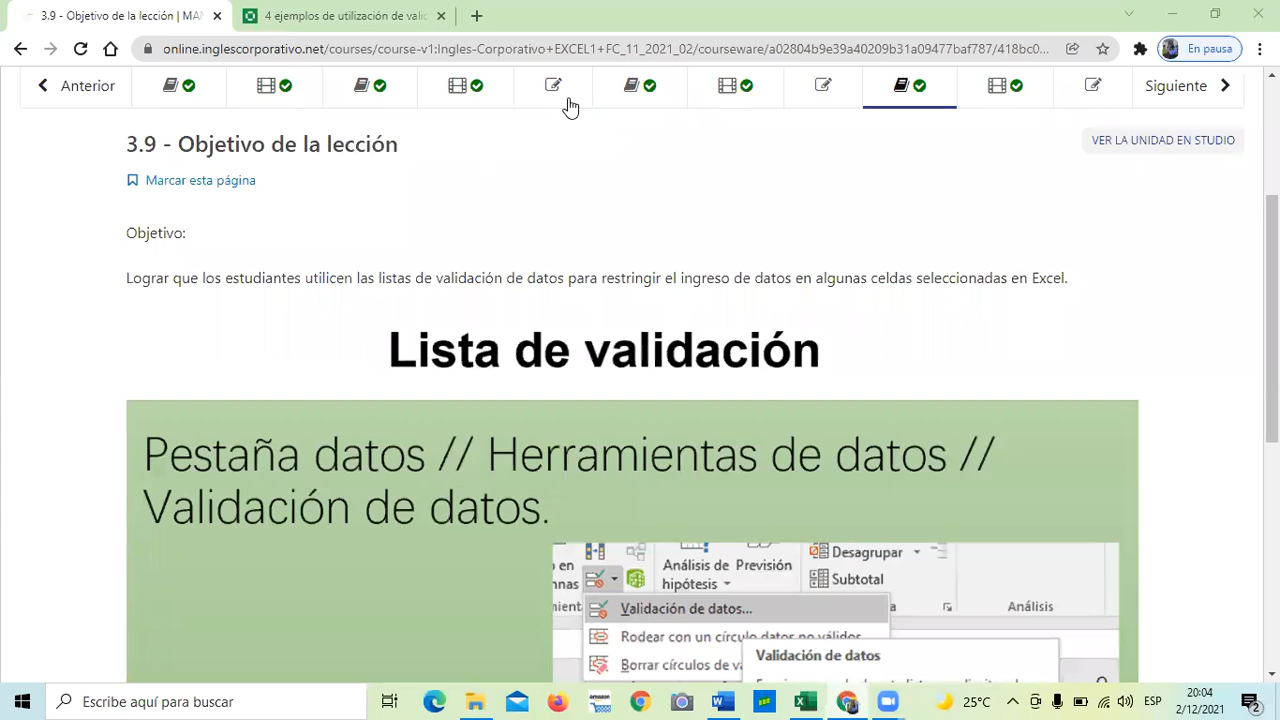 3.9 - Objetivo de la lección | MAN
4 ejemplos de utilización de valid
online.inglescorporativo.net/courses/course-v1:Ingles-Corporativo+EXCEL1+FC_11_2021_02/courseware/a02804b9e39a40209b31a09477baf787/418bc0...
En pausa
Anterior
Siguiente
3.9 - Objetivo de la lección
VER LA UNIDAD EN STUDIO
Marcar esta página
Objetivo:
Lograr que los estudiantes utilicen las listas de validación de datos para restringir el ingreso de datos en algunas celdas seleccionadas en Excel.
Lista de validación
Pestaña datos // Herramientas de datos //
Validación de datos.
Análisis de Previsión
Desagrupar
hipótesis
Subtotal
Análisis
Validación de datos...
Rodear con un círculo datos no válidos
Borrar círculos de va
Validación de datos
Escribe aquí para buscar
25°C
ESP
20:04
2/12/2021
2